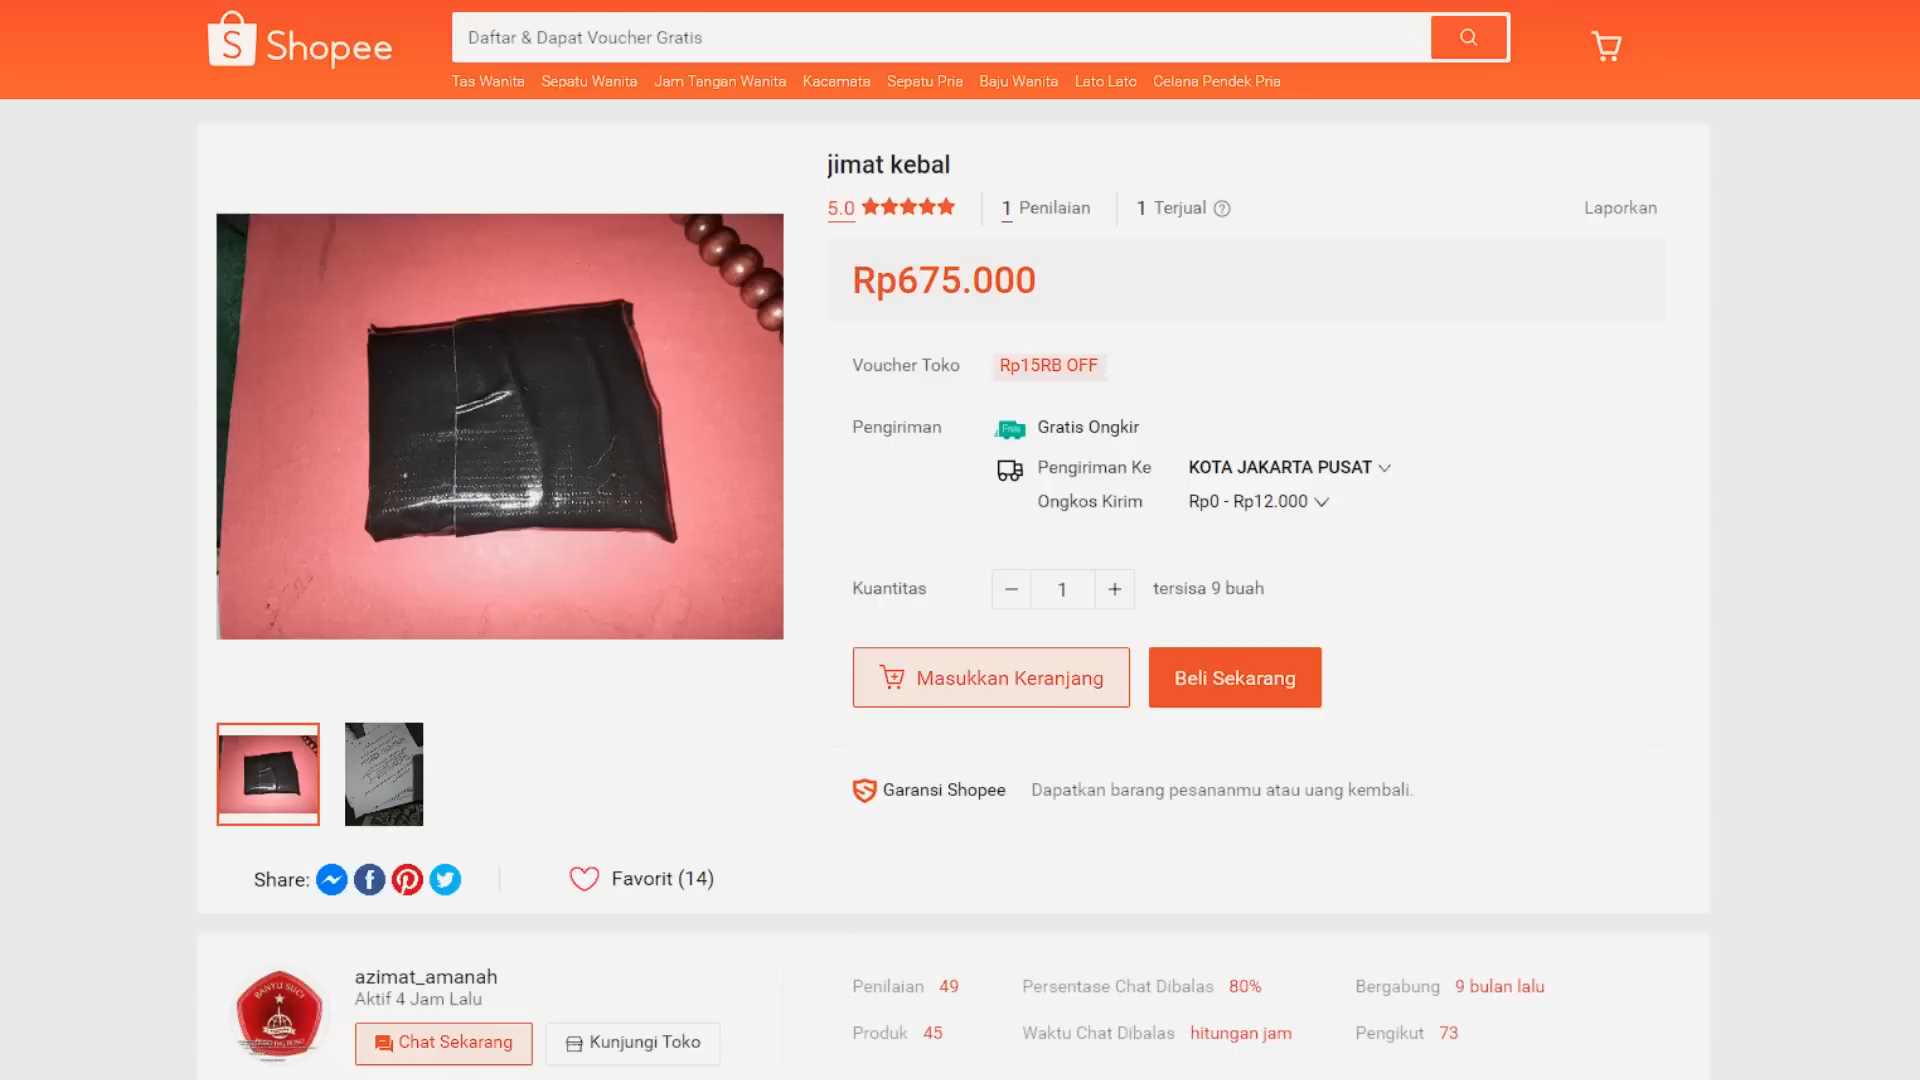 Shopee
Daftar & Dapat Voucher Gratis
Tas Wanita Sepatu Wanita Jam Tangan Wanita Kacamata Sepatu Pria Baju Wanita Lato Lato Celana Pendek Pria
jimat kebal
5.0 1 Penilaian 1 Terjual ? Laporkan
Rp675.000
Voucher Toko Rp15RB OFF
Pengiriman Free Gratis Ongkir
Pengiriman Ke KOTA JAKARTA PUSAT
Ongkos Kirim Rp0 - Rp12.000
Kuantitas − 1 + tersisa 9 buah
Masukkan Keranjang Beli Sekarang
Garansi Shopee Dapatkan barang pesananmu atau uang kembali.
Share: Favorit (14)
BANYU SUCI
azimat_amanah
Aktif 4 Jam Lalu
Chat Sekarang Kunjungi Toko
Penilaian 49 Persentase Chat Dibalas 80% Bergabung 9 bulan lalu
Produk 45 Waktu Chat Dibalas hitungan jam Pengikut 73